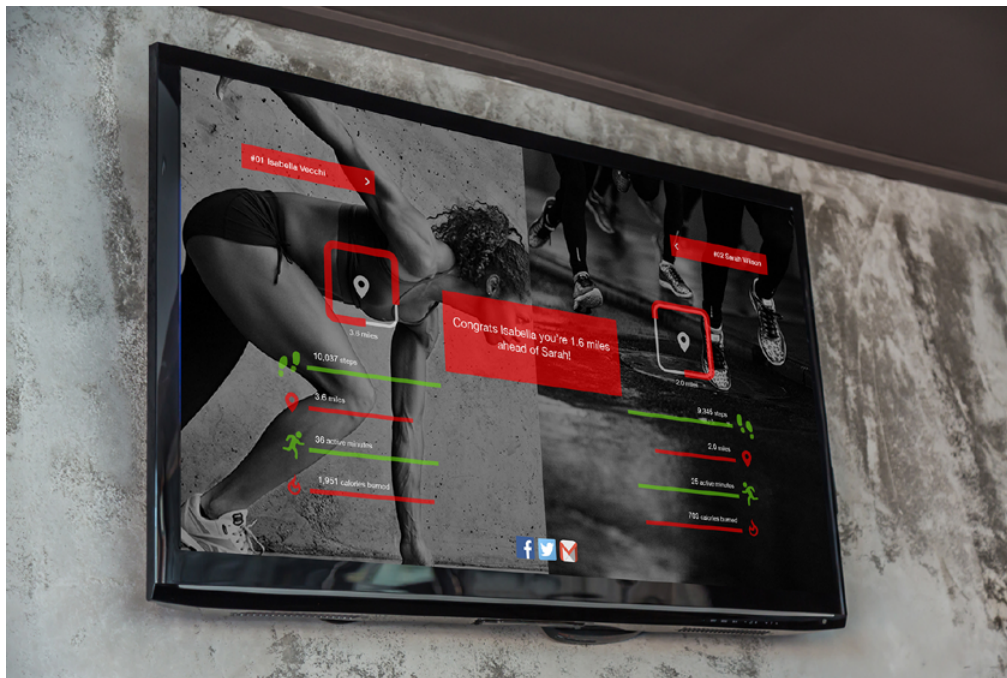 #01 Isabella Vecchi
3.6 miles
10,037 steps
3.6 miles
36 active minutes
1,951 calories burned
Congrats Isabella you're 1.6 miles
ahead of Sarah!
#02 Sarah Wilson
2.0 miles
9,346 steps
2.0 miles
active minutes
calories burned